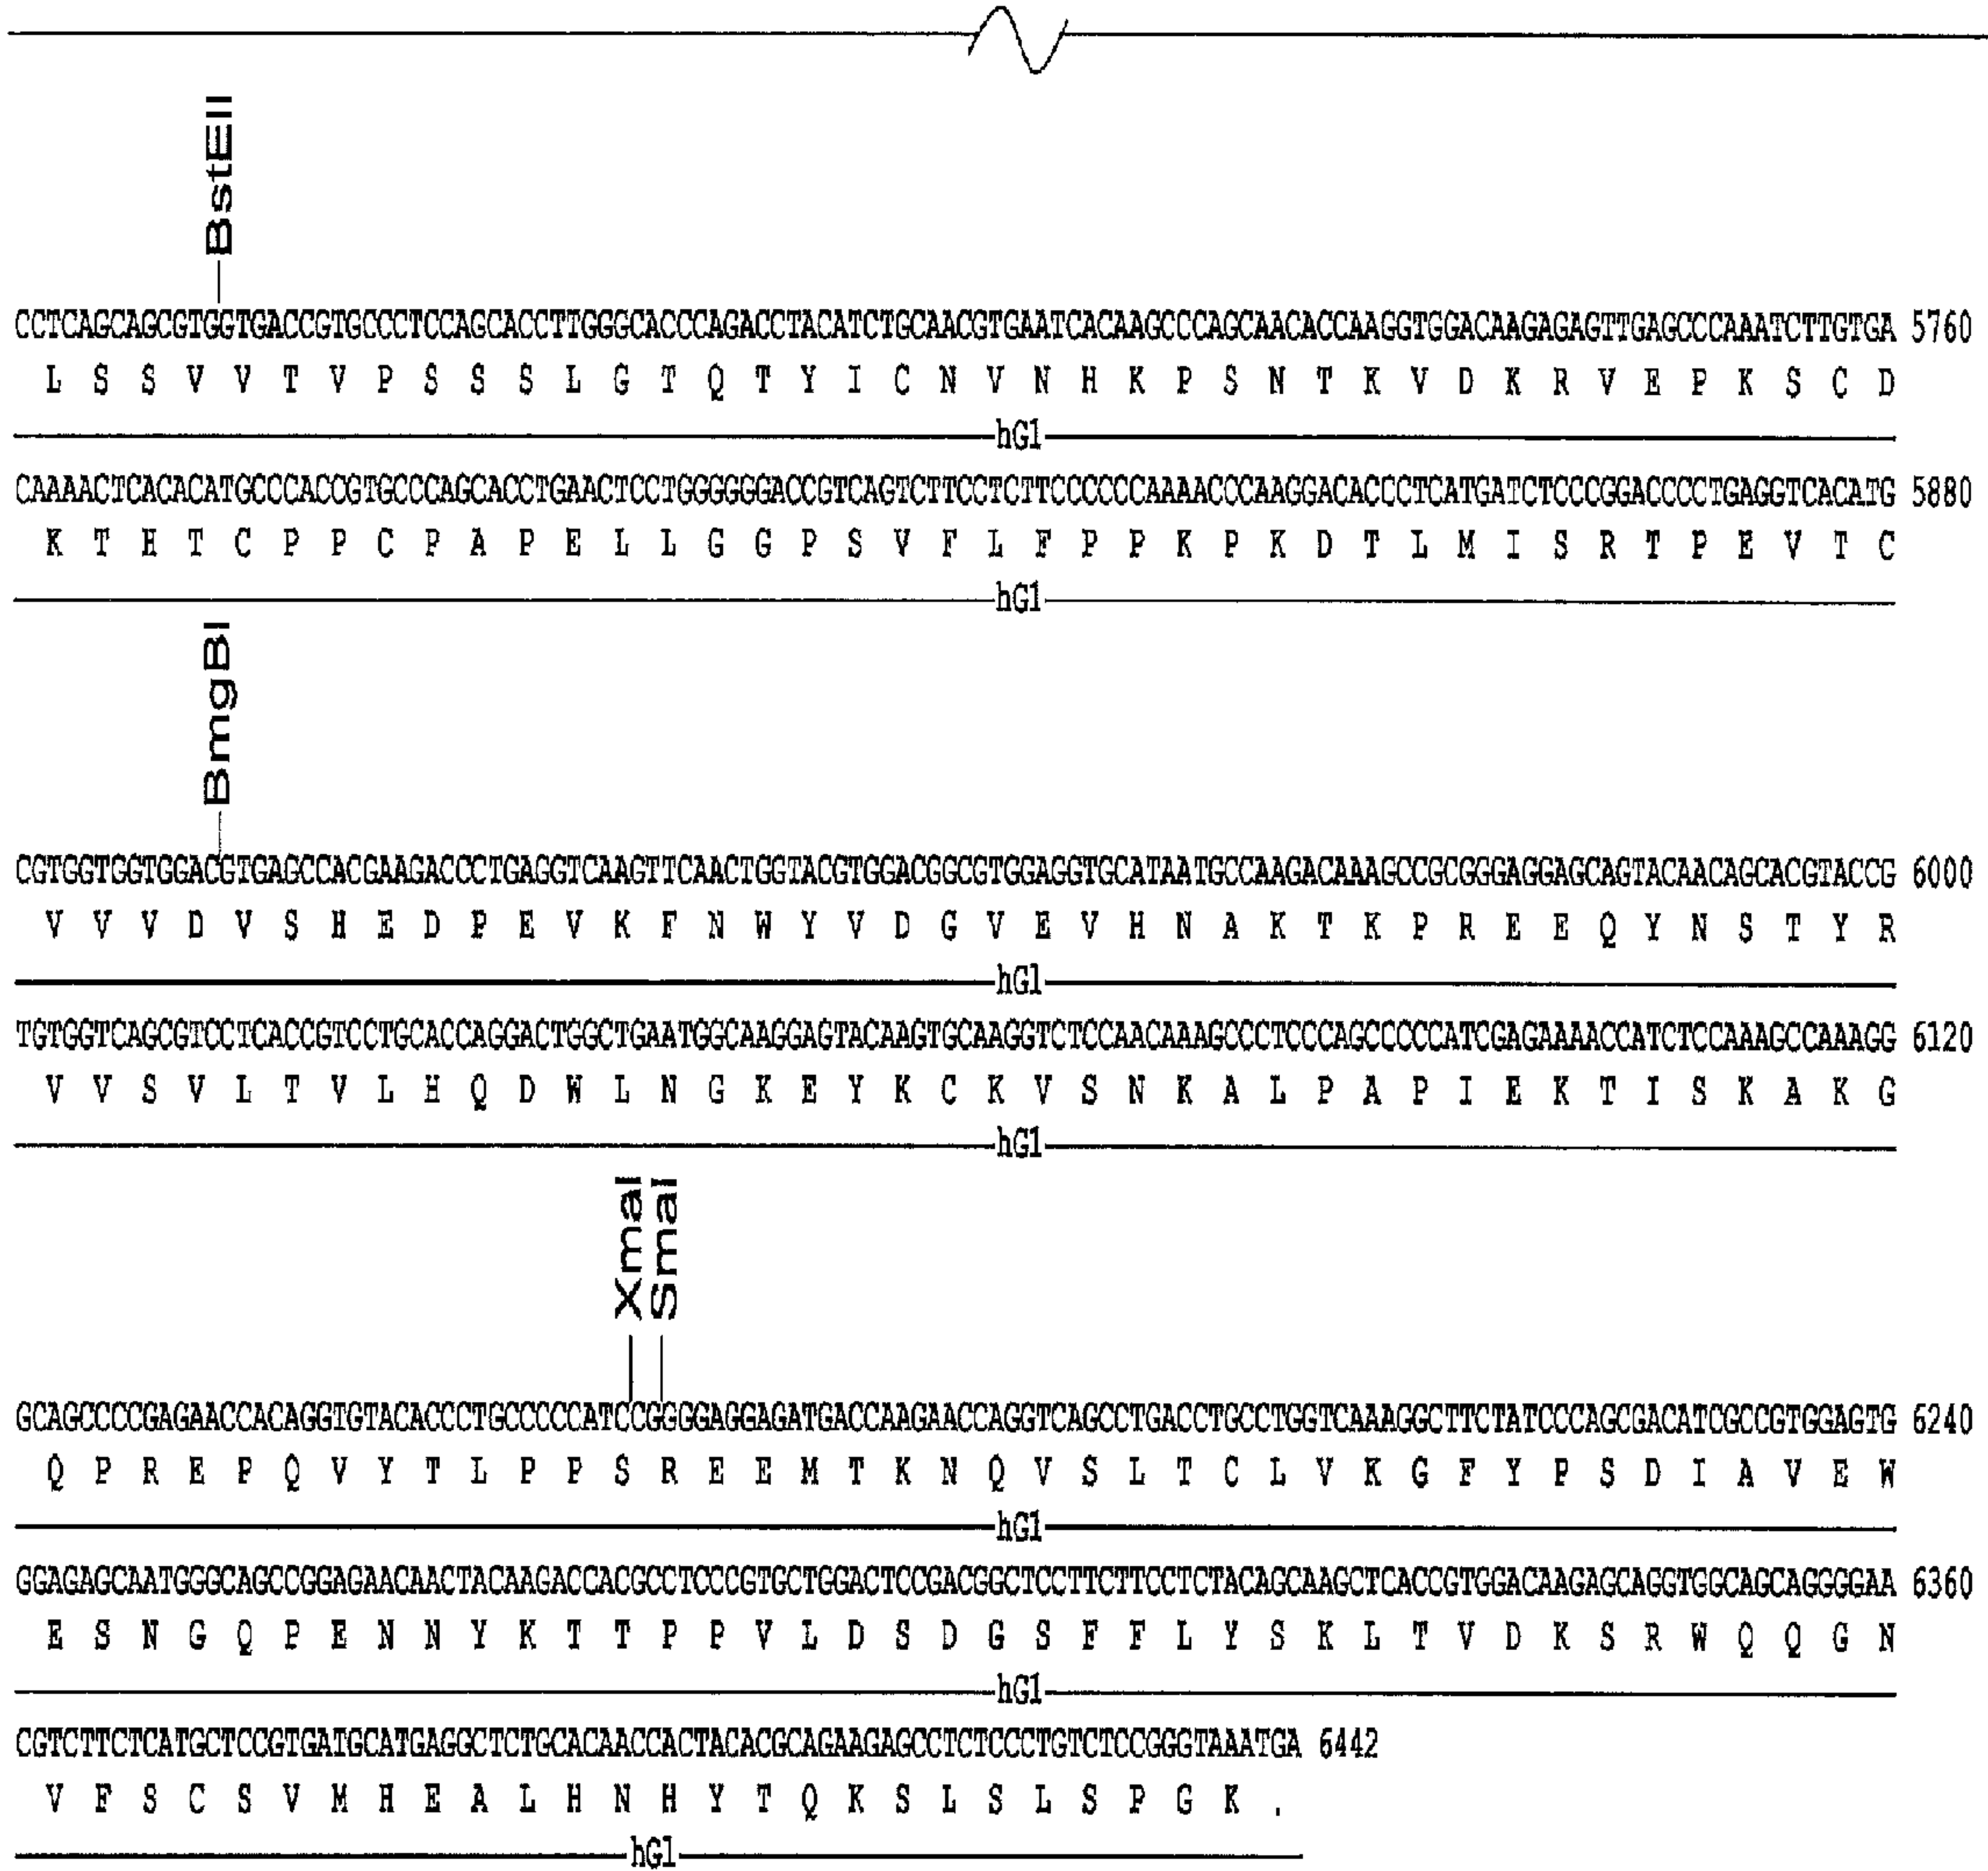 BstEII
CCTCAGCAGCGTGGTGACCGTGCCCTCCAGCAGCTTGGGCACCCAGACCTACATCTGCAACGTGAATCACAAGCCCAGCAACACCAAGGTGGACAAGAGAGTTGAGCCCAAATCTTGTGA 5760
L S S V V T V P S S S L G T Q T Y I C N V N H K P S N T K V D K R V E P K S C D
hG1
CAAAACTCACACATGCCCACCGTGCCCAGCACCTGAACTCCTGGGGGGACCGTCAGTCTTCCTCTTCCCCCCAAAACCCAAGGACACCCTCATGATCTCCCGGACCCCTGAGGTCACATG 5880
K T H T C P P C P A P E L L G G P S V F L F P P K P K D T L M I S R T P E V T C
hG1
BmgBI
CGTGGTGGTGGACGTGAGCCACGAAGACCCTGAGGTCAAGTTCAACTGGTACGTGGACGGCGTGGAGGTGCATAATGCCAAGACAAAGCCGCGGGAGGAGCAGTACAACAGCACGTACCG 6000
V V V D V S H E D P E V K F N W Y V D G V E V H N A K T K P R E E Q Y N S T Y R
hG1
TGTGGTCAGCGTCCTCACCGTCCTGCACCAGGACTGGCTGAATGGCAAGGAGTACAAGTGCAAGGTCTCCAACAAAGCCCTCCCAGCCCCCATCGAGAAAACCATCTCCAAAGCCAAAGG 6120
V V S V L T V L H Q D W L N G K E Y K C K V S N K A L P A P I E K T I S K A K G
hG1
XmaI
SmaI
GCAGCCCCGAGAACCACAGGTGTACACCCTGCCCCCATCCCGGGAGGAGATGACCAAGAACCAGGTCAGCCTGACCTGCCTGGTCAAAGGCTTCTATCCCAGCGACATCGCCGTGGAGTG 6240
Q P R E P Q V Y T L P P S R E E M T K N Q V S L T C L V K G F Y P S D I A V E W
hG1
GGAGAGCAATGGGCAGCCGGAGAACAACTACAAGACCACGCCTCCCGTGCTGGACTCCGACGGCTCCTTCTTCCTCTACAGCAAGCTCACCGTGGACAAGAGCAGGTGGCAGCAGGGGAA 6360
E S N G Q P E N N Y K T T P P V L D S D G S F F L Y S K L T V D K S R W Q Q G N
hG1
CGTCTTCTCATGCTCCGTGATGCATGAGGCTCTGCACAACCACTACACGCAGAAGAGCCTCTCCCTGTCTCCGGGTAAATGA 6442
V F S C S V M H E A L H N H Y T Q K S L S L S P G K .
hG1